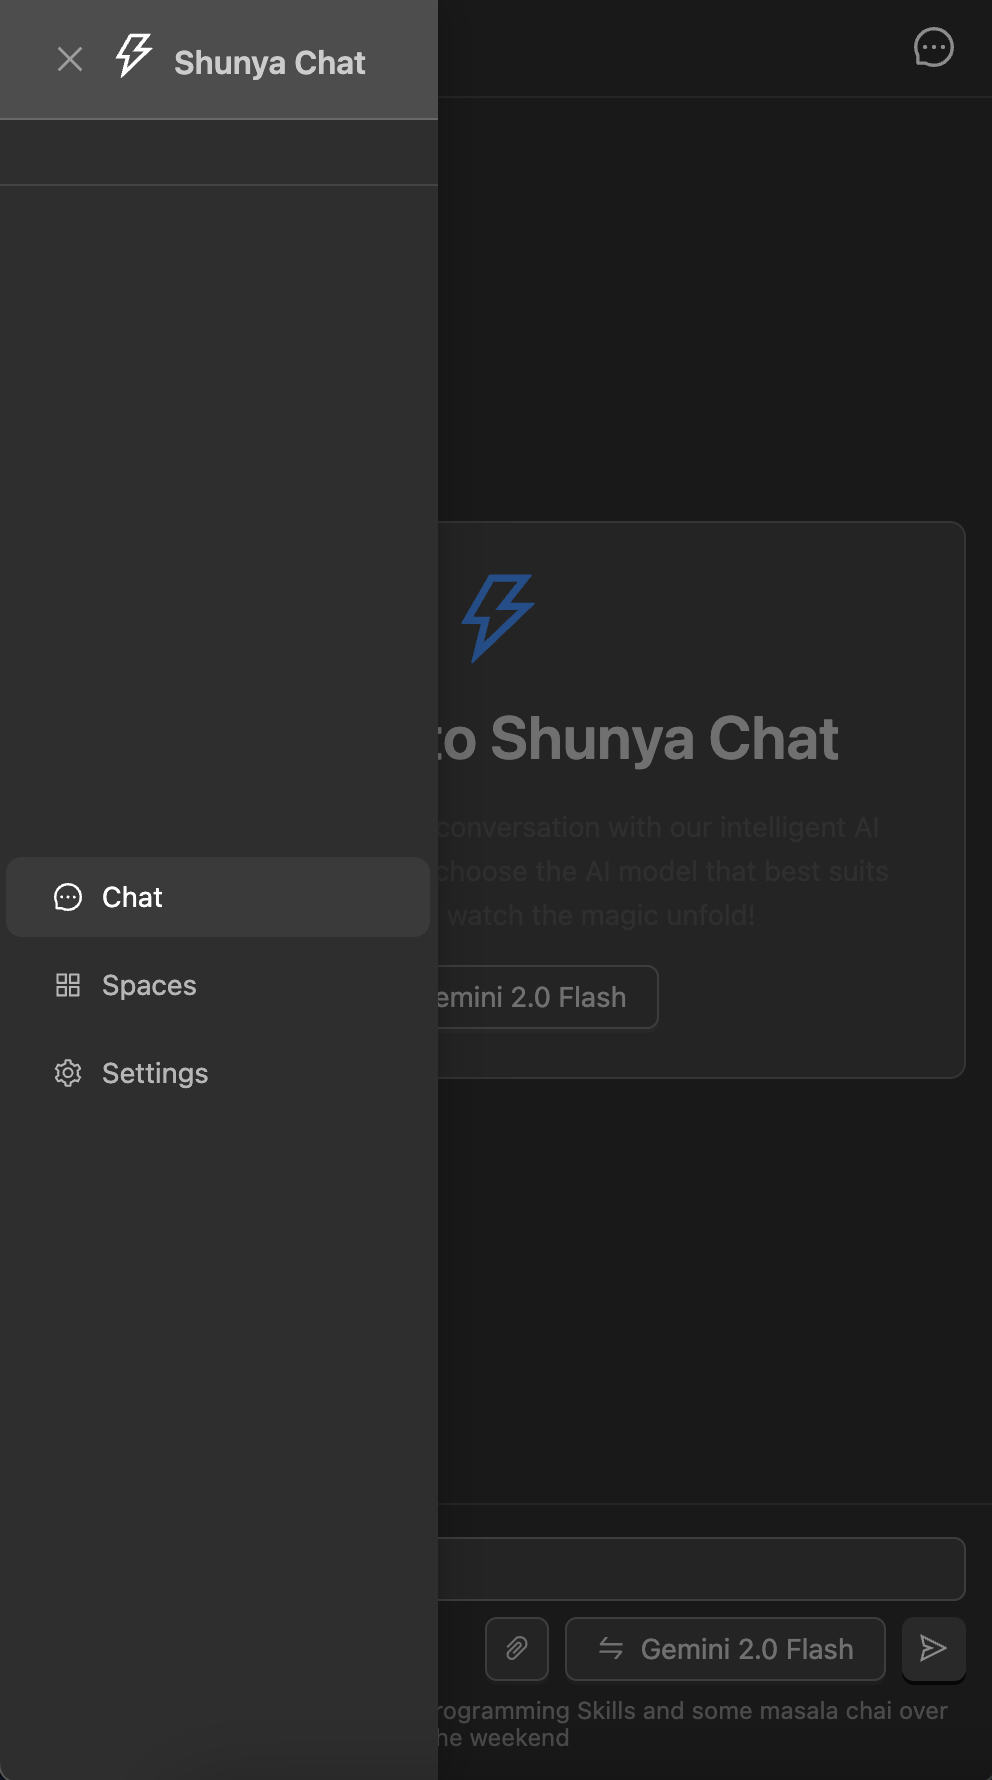 Shunya Chat
to Shunya Chat
conversation with our intelligent AI
choose the AI model that best suits
watch the magic unfold!
Chat
Spaces
emini 2.0 Flash
Settings
Gemini 2.0 Flash
rogramming Skills and some masala chai over
he weekend